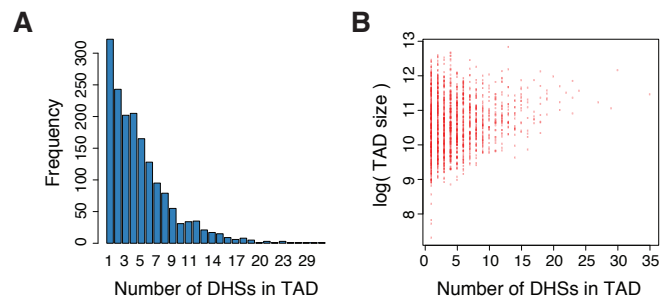 A
Frequency
300
250
200
150
100
50
0
1 3 5 7 9 11 14 17 20 23 29
Number of DHSs in TAD
B
log( TAD size )
13
12
11
10
9
8
0 5 10 15 20 25 30 35
Number of DHSs in TAD